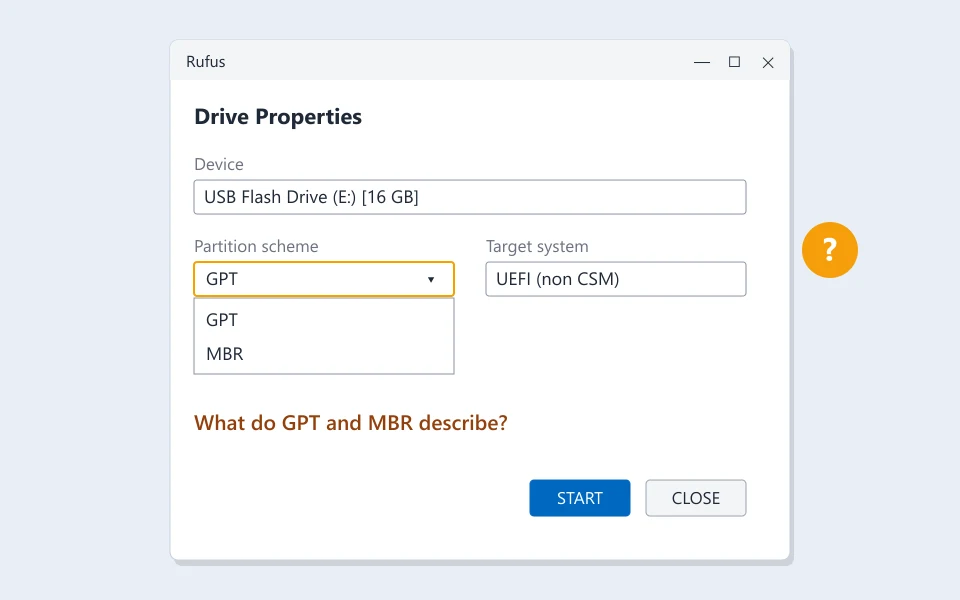 Rufus
Drive Properties
Device
USB Flash Drive (E:) [16 GB]
Partition scheme
Target system
GPT
UEFI (non CSM)
GPT
MBR
?
What do GPT and MBR describe?
START
CLOSE